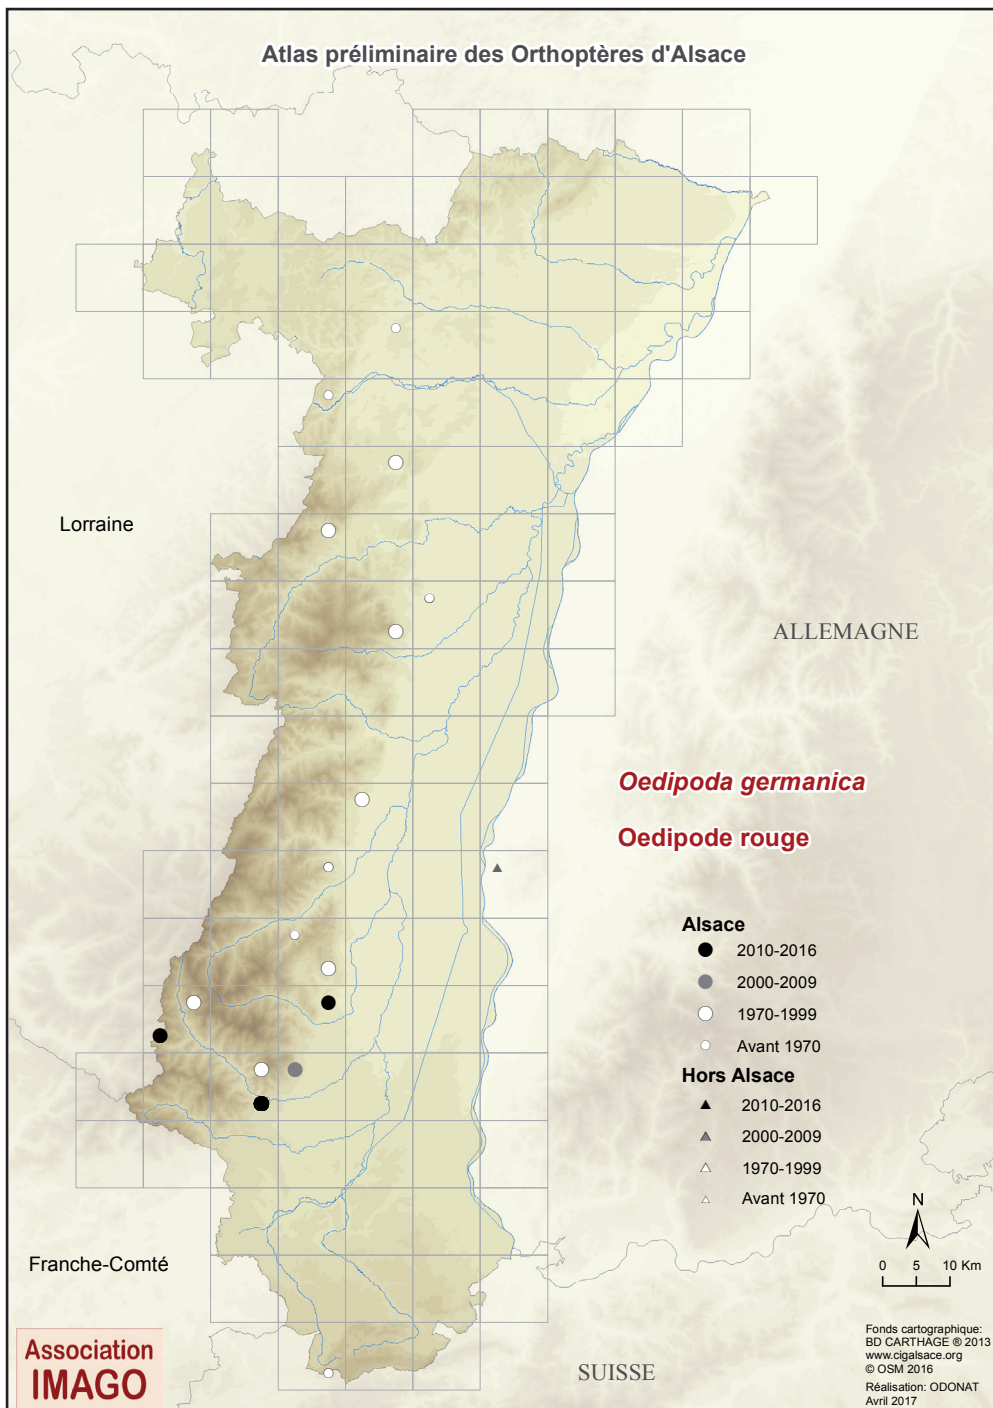 Atlas préliminaire des Orthoptères d'Alsace
Lorraine
ALLEMAGNE
Oedipoda germanica
Oedipode rouge
Alsace
2010-2016
2000-2009
1970-1999
Avant 1970
Hors Alsace
2010-2016
2000-2009
1970-1999
Avant 1970
N
0 5 10 Km
Franche-Comté
SUISSE
Association
IMAGO
Fonds cartographique:
BD CARTHAGE ® 2013
www.cigalsace.org
© OSM 2016
Réalisation: ODONAT
Avril 2017